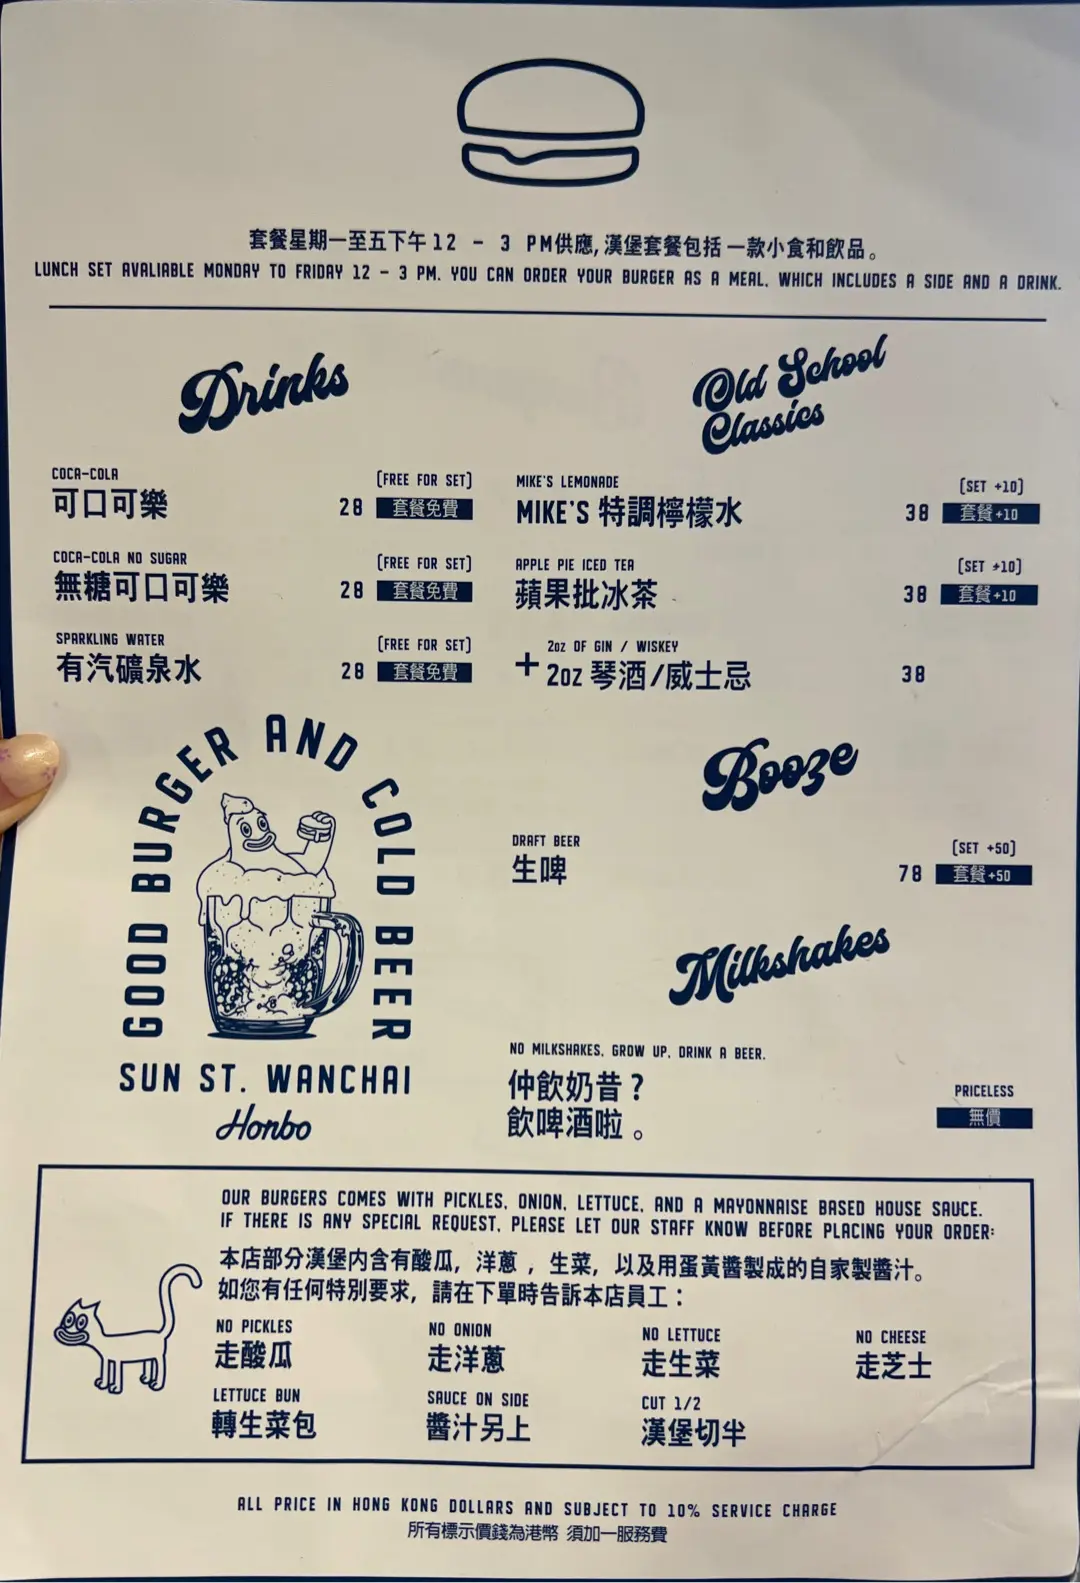 套餐星期一至五下午12 - 3 PM供應,漢堡套餐包括一款小食和飲品。
LUNCH SET AVALIABLE MONDAY TO FRIDAY 12 - 3 PM. YOU CAN ORDER YOUR BURGER AS A MEAL, WHICH INCLUDES A SIDE AND A DRINK.
Drinks
COCA-COLA
可口可樂
28
(FREE FOR SET)
套餐免費
COCA-COLA NO SUGAR
無糖可口可樂
28
(FREE FOR SET)
套餐免費
SPARKLING WATER
有汽礦泉水
28
(FREE FOR SET)
套餐免費
Old School
Classics
MIKE'S LEMONADE
MIKE'S 特調檸檬水
38
(SET +10)
套餐+10
APPLE PIE ICED TEA
蘋果批冰茶
38
(SET +10)
套餐+10
2oz OF GIN / WISKEY
+ 2oz 琴酒/威士忌
38
Booze
DRAFT BEER
生啤
78
(SET +50)
套餐+50
Milkshakes
NO MILKSHAKES, GROW UP, DRINK A BEER.
仲飲奶昔?
飲啤酒啦。
PRICELESS
無價
GOOD BURGER AND COLD BEER
SUN ST. WANCHAI
Honbo
OUR BURGERS COMES WITH PICKLES, ONION, LETTUCE, AND A MAYONNAISE BASED HOUSE SAUCE.
IF THERE IS ANY SPECIAL REQUEST, PLEASE LET OUR STAFF KNOW BEFORE PLACING YOUR ORDER:
本店部分漢堡内含有酸瓜, 洋蔥, 生菜, 以及用蛋黃醬製成的自家製醬汁。
如您有任何特別要求, 請在下單時告訴本店員工:
NO PICKLES
走酸瓜
NO ONION
走洋蔥
NO LETTUCE
走生菜
NO CHEESE
走芝士
LETTUCE BUN
轉生菜包
SAUCE ON SIDE
醬汁另上
CUT 1/2
漢堡切半
ALL PRICE IN HONG KONG DOLLARS AND SUBJECT TO 10% SERVICE CHARGE
所有標示價錢為港幣 須加一服務費